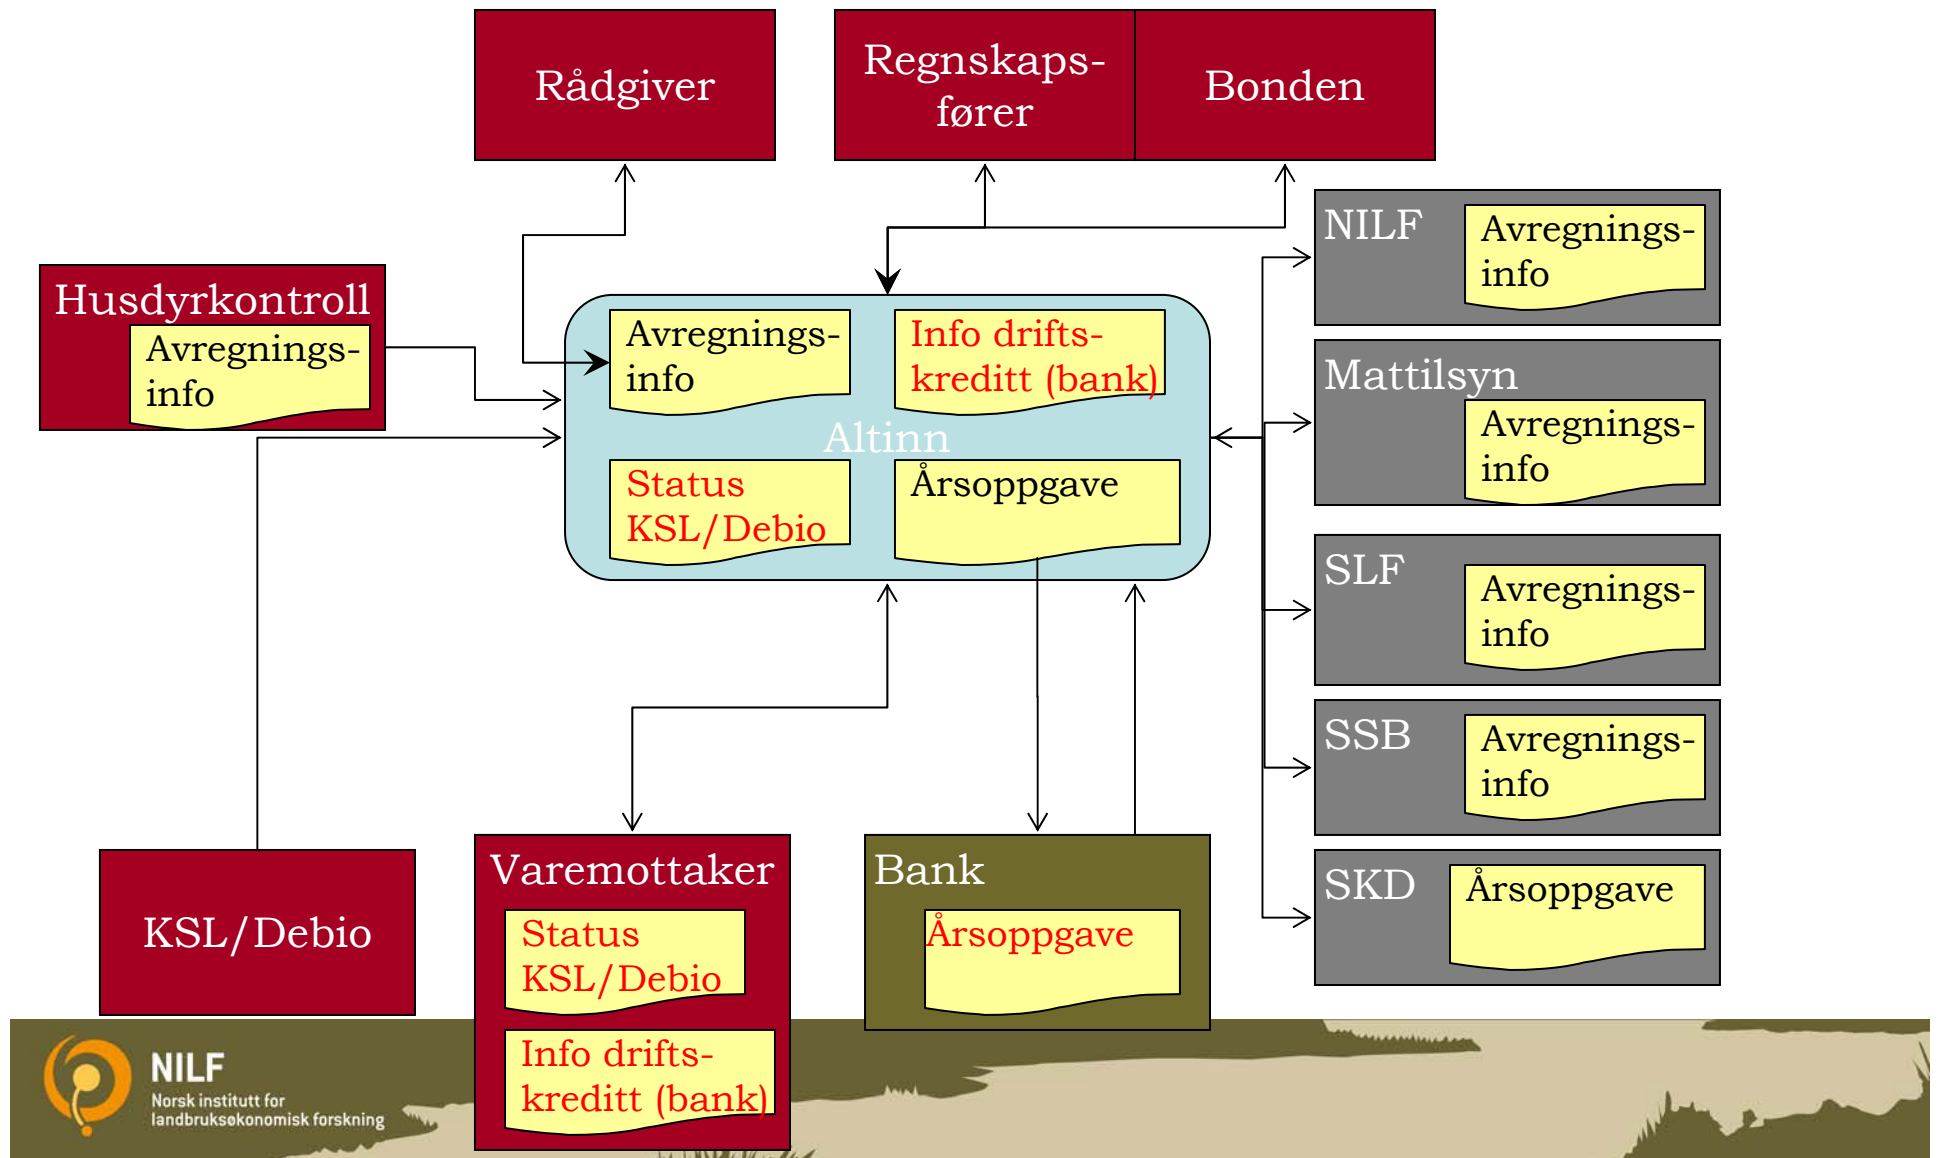 Rådgiver
Regnskaps-
fører
Bonden
Husdyrkontroll
Avregnings-
info
Avregnings-
info
Info drifts-
kreditt (bank)
Altinn
Status
KSL/Debio
Årsoppgave
NILF
Avregnings-
info
Mattilsyn
Avregnings-
info
SLF
Avregnings-
info
SSB
Avregnings-
info
SKD
Årsoppgave
KSL/Debio
Varemottaker
Status
KSL/Debio
Info drifts-
kreditt (bank)
Bank
Årsoppgave
NILF
Norsk institutt for
landbruksøkonomisk forskning